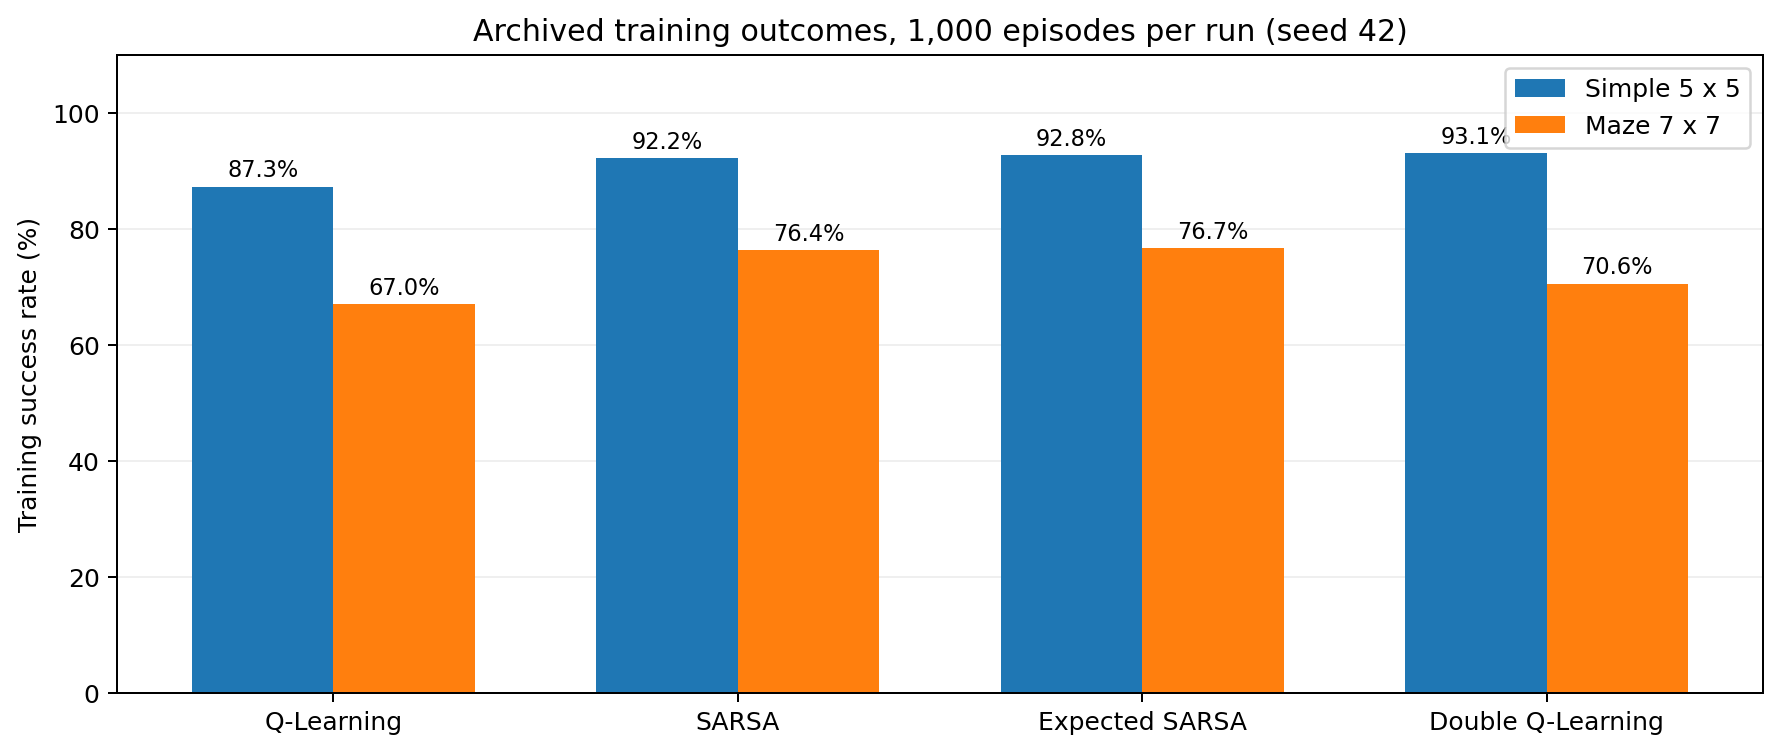 Archived training outcomes, 1,000 episodes per run (seed 42)
Simple 5 x 5
Maze 7 x 7
Training success rate (%)
100
80
60
40
20
0
87.3%
67.0%
92.2%
76.4%
92.8%
76.7%
93.1%
70.6%
Q-Learning
SARSA
Expected SARSA
Double Q-Learning